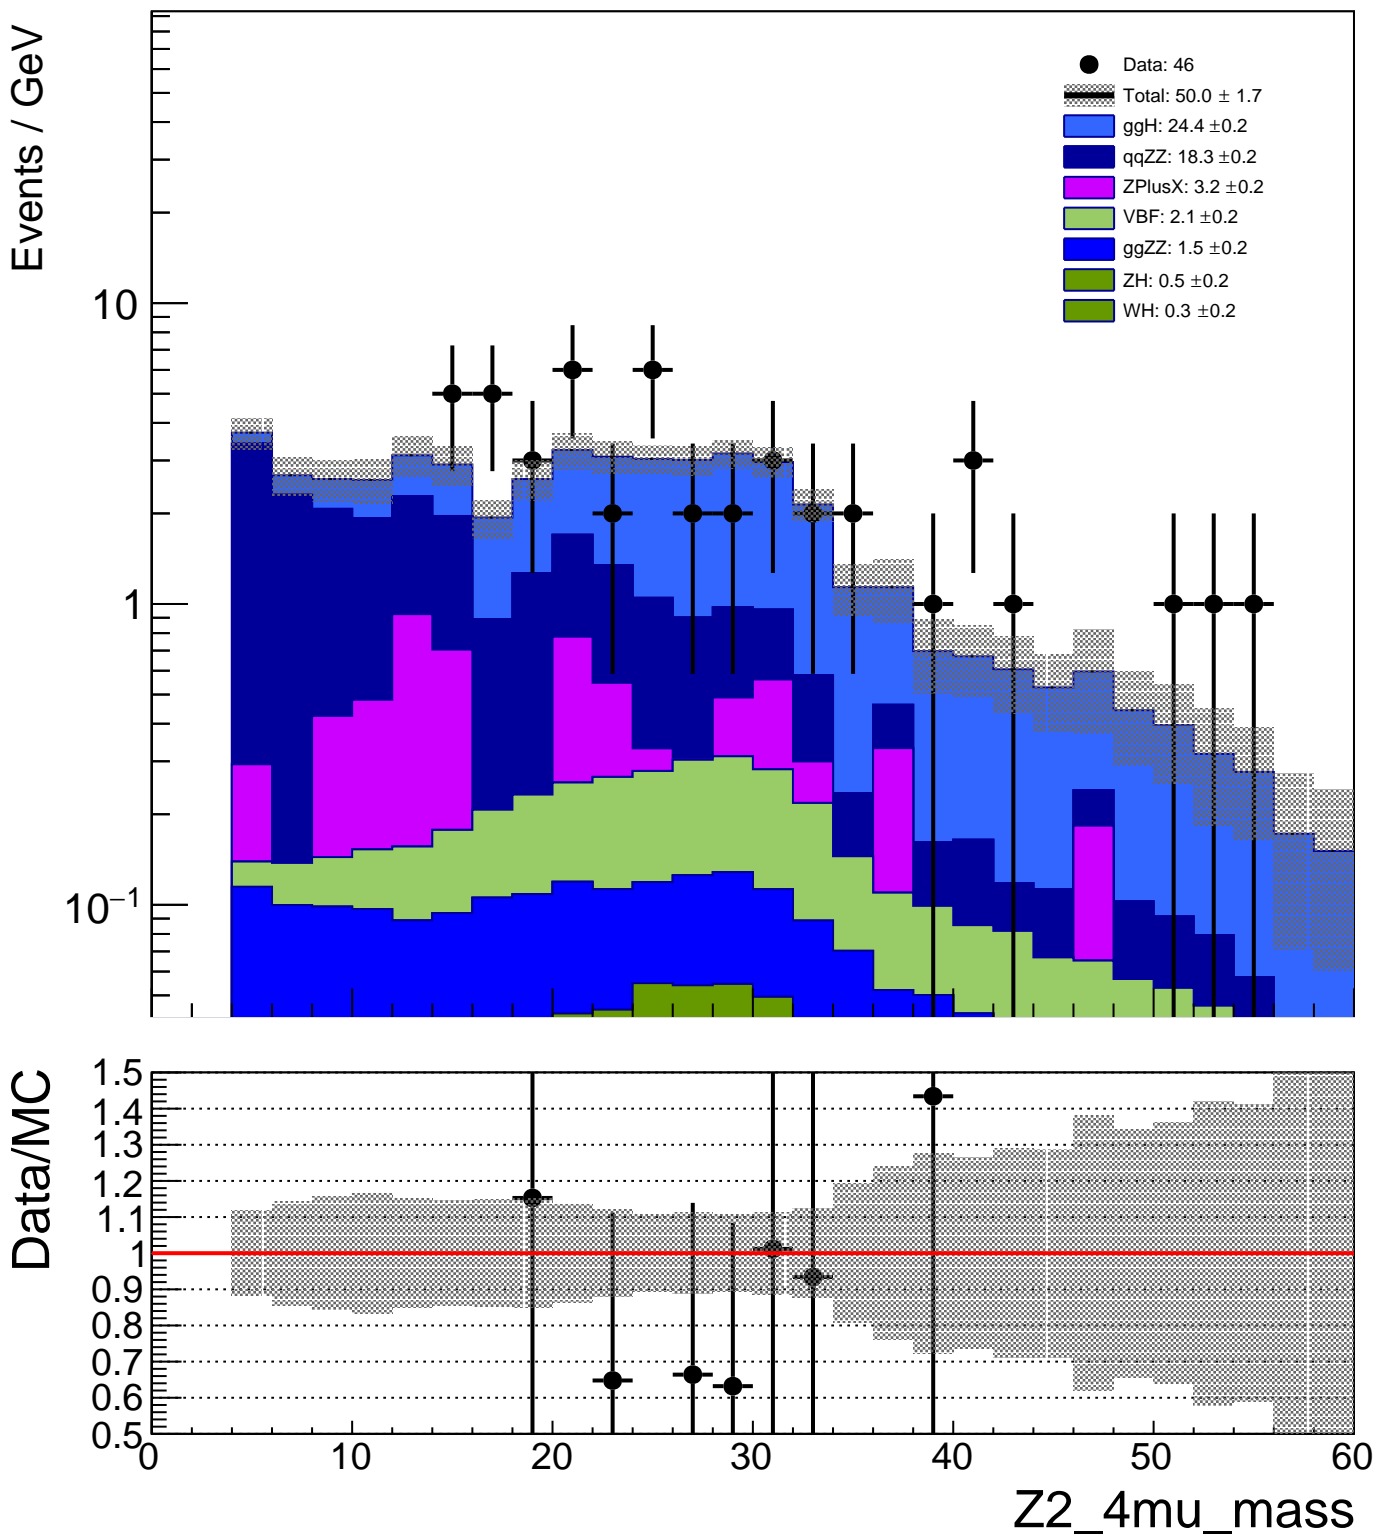 Events / GeV
Data: 46
Total: 50.0 ± 1.7
ggH: 24.4 ±0.2
qqZZ: 18.3 ±0.2
ZPlusX: 3.2 ±0.2
VBF: 2.1 ±0.2
ggZZ: 1.5 ±0.2
ZH: 0.5 ±0.2
WH: 0.3 ±0.2
10
1
10⁻¹
Data/MC
1.5
1.4
1.3
1.2
1.1
1
0.9
0.8
0.7
0.6
0.5
0 10 20 30 40 50 60
Z2_4mu_mass